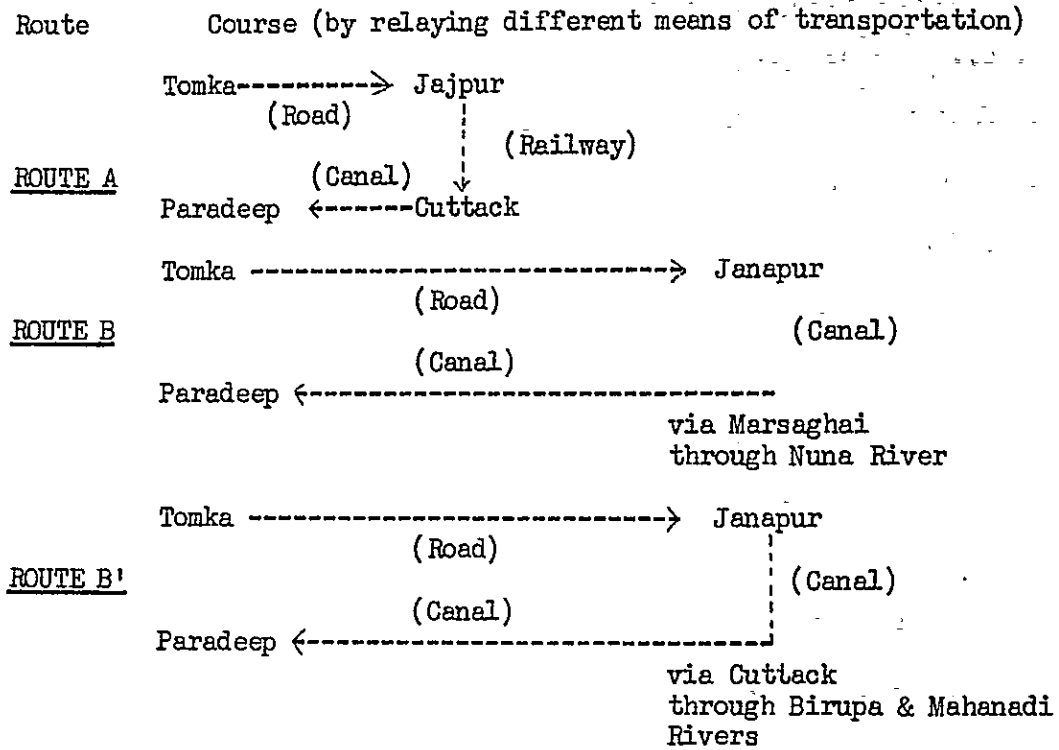 Route Course (by relaying different means of transportation)
Tomka Jajpur
(Road)
(Railway)
ROUTE A (Canal)
Paradeep Cuttack
Tomka Janapur
(Road)
ROUTE B (Canal)
(Canal)
Paradeep
via Marsaghai
through Nuna River
Tomka Janapur
(Road)
ROUTE B' (Canal)
(Canal)
Paradeep
via Cuttack
through Birupa & Mahanadi
Rivers